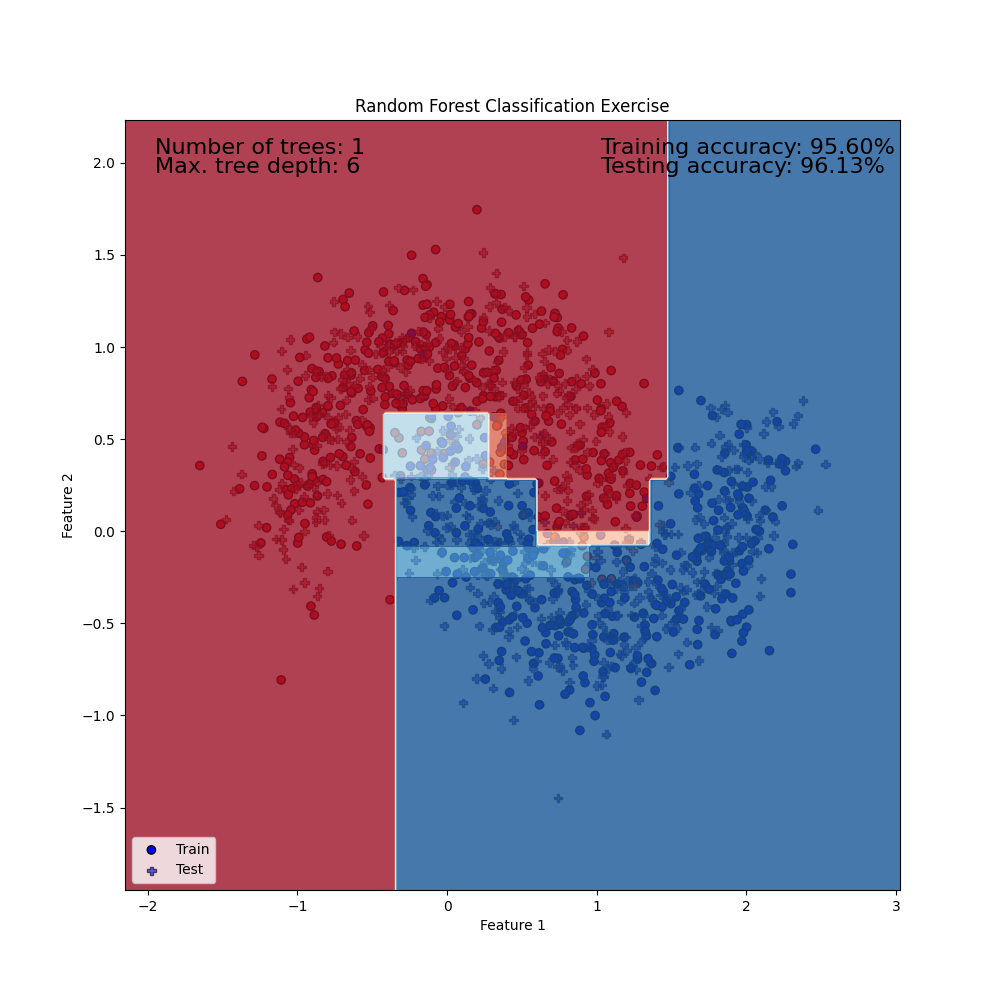 Random Forest Classification Exercise
Number of trees: 1
Training accuracy: 95.60%
Max. tree depth: 6
Testing accuracy: 96.13%
2.0
1.5
1.0
0.5
0.0
−0.5
−1.0
−1.5
Feature 2
Train
Test
−2
−1
0
1
2
3
Feature 1